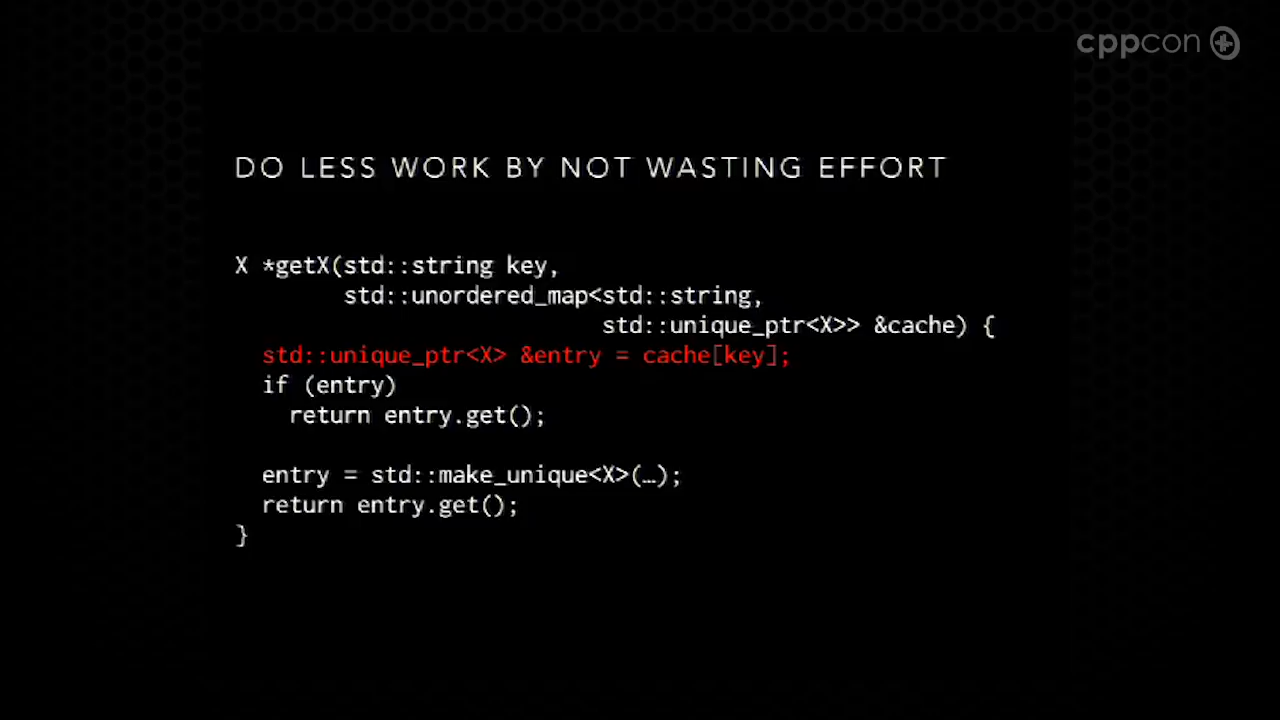 cppcon
DO LESS WORK BY NOT WASTING EFFORT
X *getX(std::string key,
std::unordered_map<std::string,
std::unique_ptr<X>> &cache) {
std::unique_ptr<X> &entry = cache[key];
if (entry)
return entry.get();
entry = std::make_unique<X>(…);
return entry.get();
}